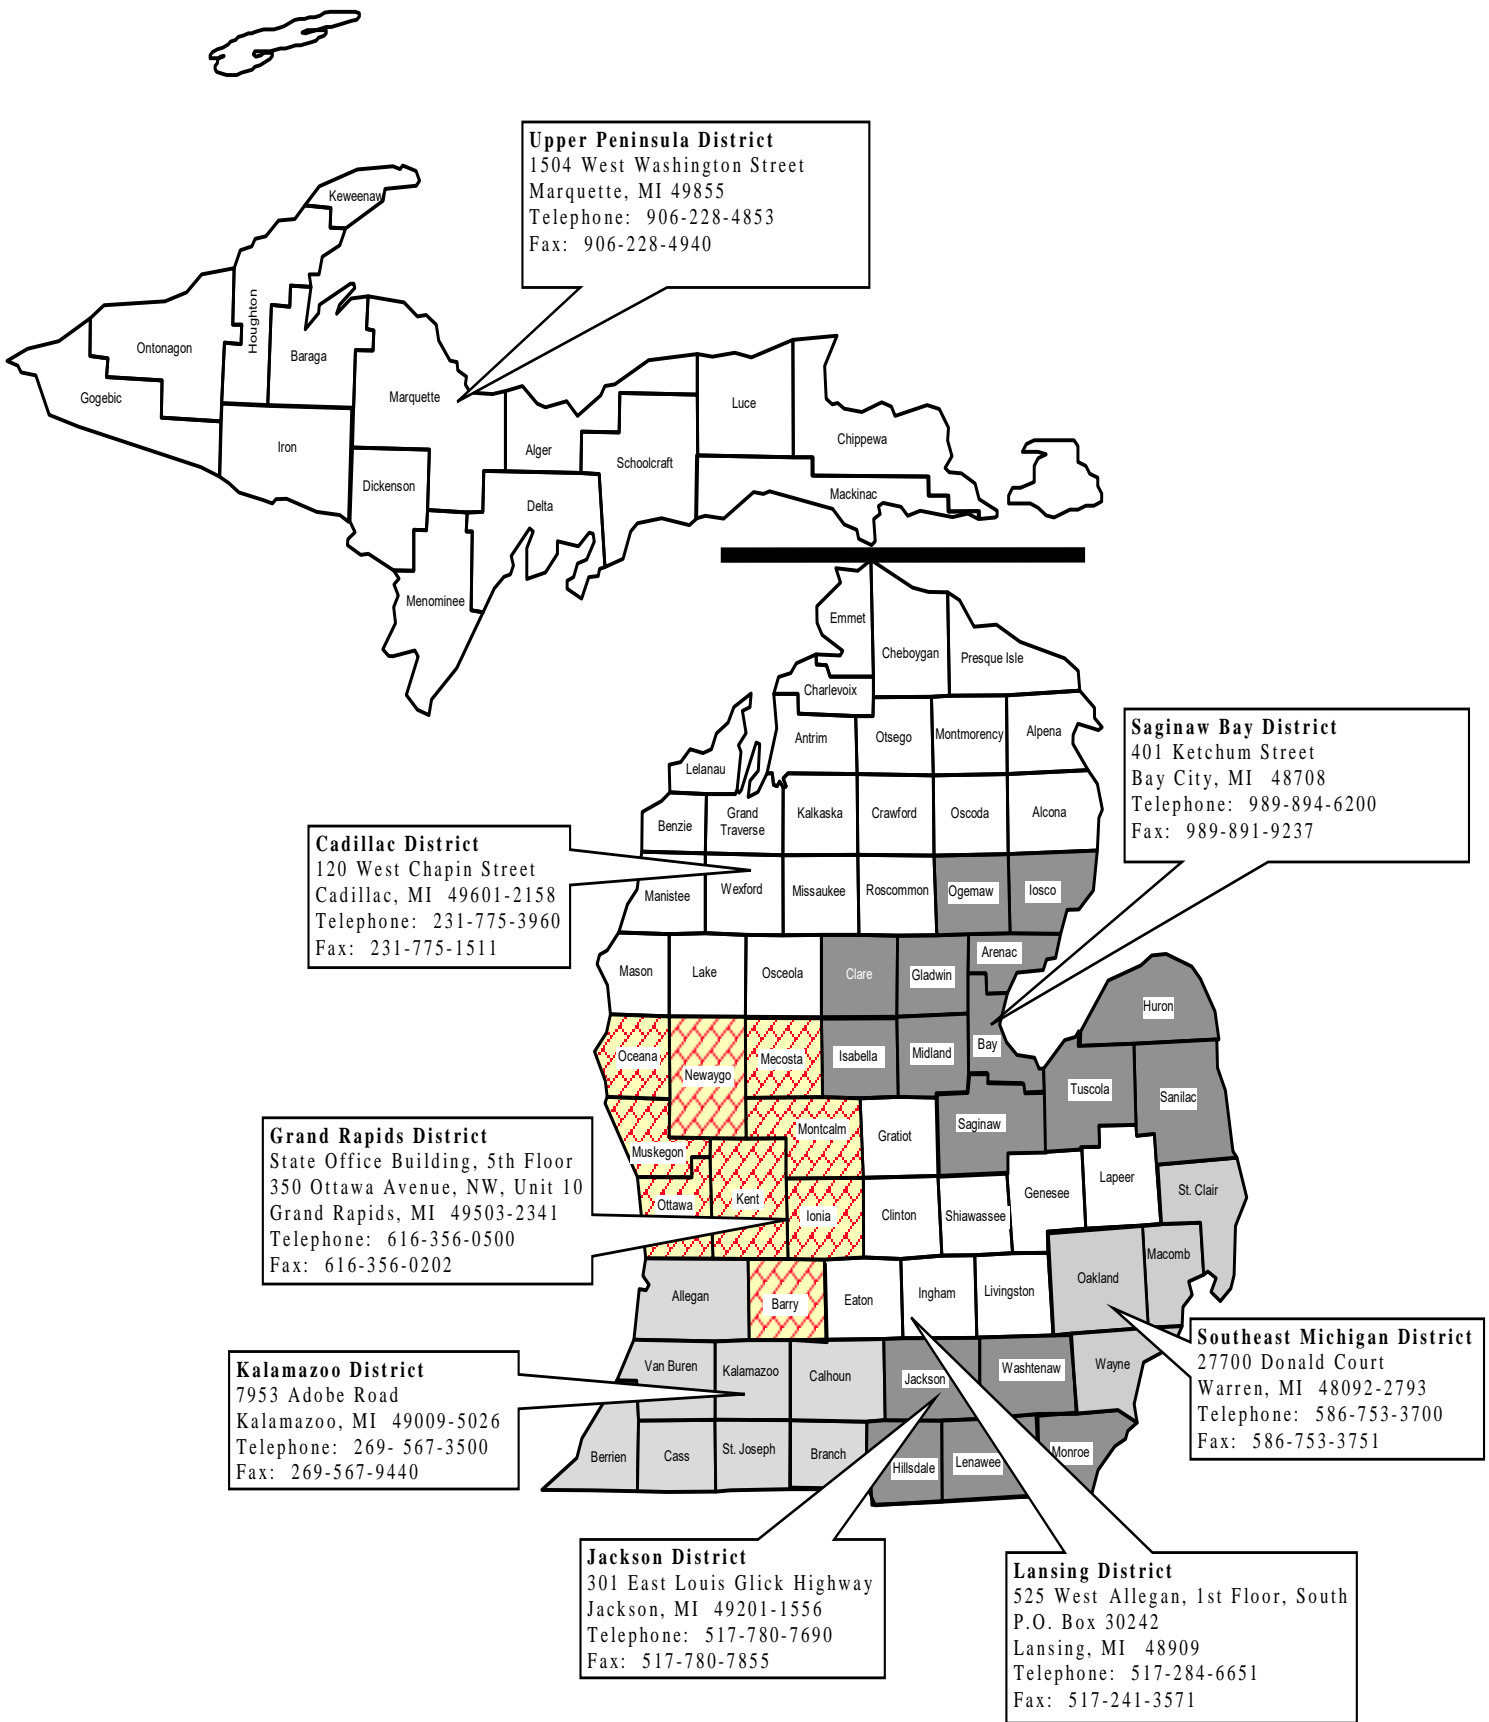 Upper Peninsula District
1504 West Washington Street
Marquette, MI 49855
Telephone: 906-228-4853
Fax: 906-228-4940
Keweenaw
Houghton
Ontonagon
Baraga
Gogebic
Marquette
Iron
Dickenson
Alger
Luce
Chippewa
Schoolcraft
Mackinac
Delta
Menominee
Emmet
Cheboygan
Presque Isle
Charlevoix
Antrim
Otsego
Montmorency
Alpena
Lelanau
Saginaw Bay District
401 Ketchum Street
Bay City, MI 48708
Telephone: 989-894-6200
Fax: 989-891-9237
Benzie
Grand
Traverse
Kalkaska
Crawford
Oscoda
Alcona
Cadillac District
120 West Chapin Street
Cadillac, MI 49601-2158
Telephone: 231-775-3960
Fax: 231-775-1511
Manistee
Wexford
Missaukee
Roscommon
Ogemaw
Iosco
Mason
Lake
Osceola
Clare
Gladwin
Arenac
Huron
Oceana
Newaygo
Mecosta
Isabella
Midland
Bay
Tuscola
Sanilac
Grand Rapids District
State Office Building, 5th Floor
350 Ottawa Avenue, NW, Unit 10
Grand Rapids, MI 49503-2341
Telephone: 616-356-0500
Fax: 616-356-0202
Muskegon
Montcalm
Gratiot
Saginaw
Ottawa
Kent
Ionia
Clinton
Shiawassee
Genesee
Lapeer
St. Clair
Allegan
Barry
Eaton
Ingham
Livingston
Oakland
Macomb
Southeast Michigan District
27700 Donald Court
Warren, MI 48092-2793
Telephone: 586-753-3700
Fax: 586-753-3751
Kalamazoo District
7953 Adobe Road
Kalamazoo, MI 49009-5026
Telephone: 269- 567-3500
Fax: 269-567-9440
Van Buren
Kalamazoo
Calhoun
Jackson
Washtenaw
Wayne
Berrien
Cass
St. Joseph
Branch
Hillsdale
Lenawee
Monroe
Jackson District
301 East Louis Glick Highway
Jackson, MI 49201-1556
Telephone: 517-780-7690
Fax: 517-780-7855
Lansing District
525 West Allegan, 1st Floor, South
P.O. Box 30242
Lansing, MI 48909
Telephone: 517-284-6651
Fax: 517-241-3571